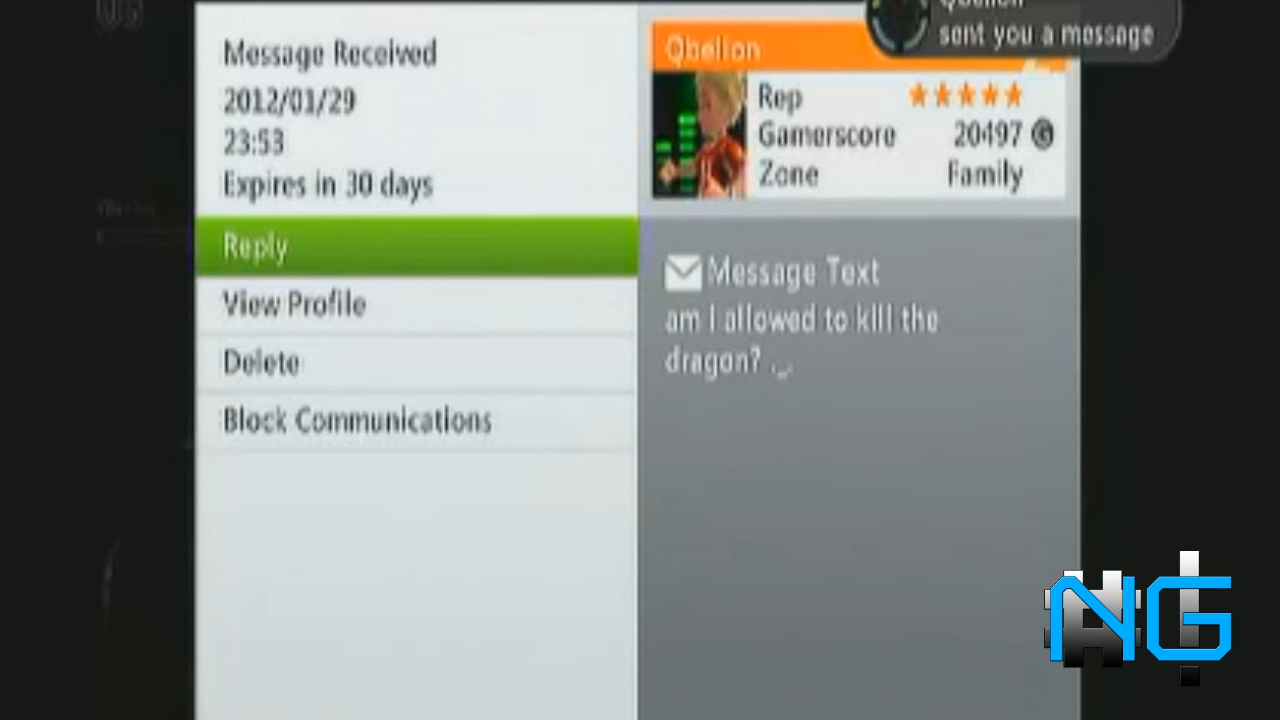 Message Received
2012/01/29
23:53
Expires in 30 days
Reply
View Profile
Delete
Block Communications
sent you a message
Qbelion
Rep
Gamerscore 20497 G
Zone Family
Message Text
am I allowed to kill the
dragon? ._.
NG